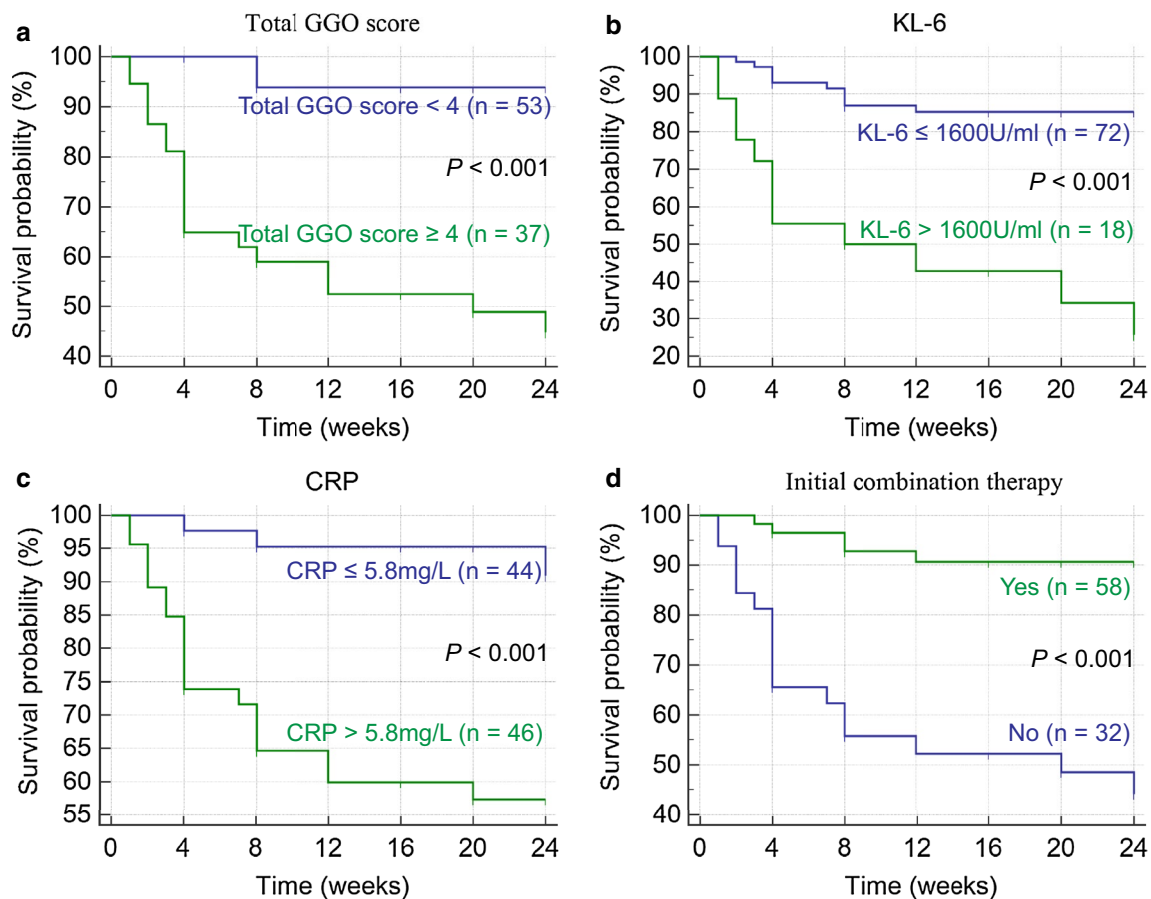 a
Total GGO score
Survival probability (%)
100
90
80
70
60
50
40
Total GGO score < 4 (n = 53)
P < 0.001
Total GGO score ≥ 4 (n = 37)
0 4 8 12 16 20 24
Time (weeks)
b
KL-6
Survival probability (%)
100
90
80
70
60
50
40
30
20
KL-6 ≤ 1600U/ml (n = 72)
P < 0.001
KL-6 > 1600U/ml (n = 18)
0 4 8 12 16 20 24
Time (weeks)
c
CRP
Survival probability (%)
100
95
90
85
80
75
70
65
60
55
CRP ≤ 5.8mg/L (n = 44)
P < 0.001
CRP > 5.8mg/L (n = 46)
0 4 8 12 16 20 24
Time (weeks)
d
Initial combination therapy
Survival probability (%)
100
90
80
70
60
50
40
Yes (n = 58)
P < 0.001
No (n = 32)
0 4 8 12 16 20 24
Time (weeks)